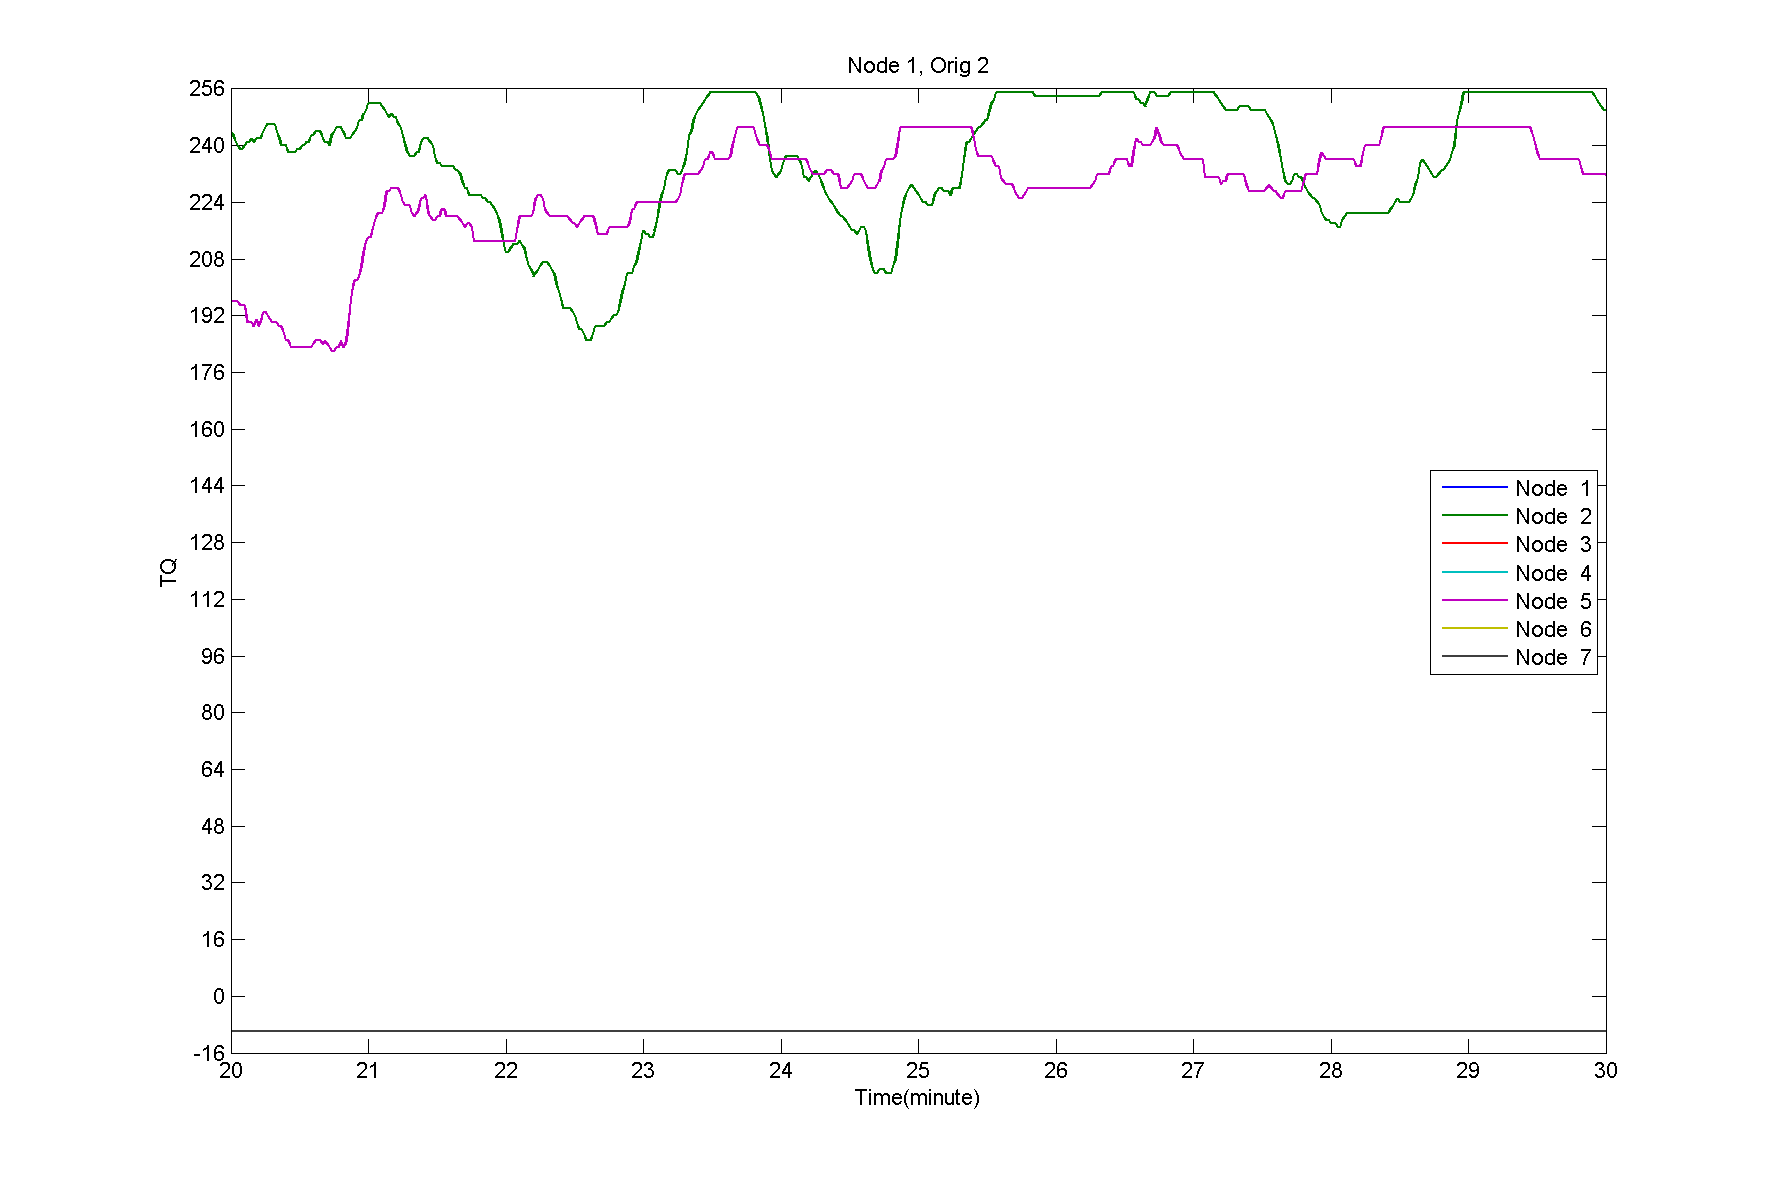 Node 1, Orig 2
256
240
224
208
192
176
160
144
128
112
96
80
64
48
32
16
0
-16
TQ
Node 1
Node 2
Node 3
Node 4
Node 5
Node 6
Node 7
20 21 22 23 24 25 26 27 28 29 30
Time(minute)